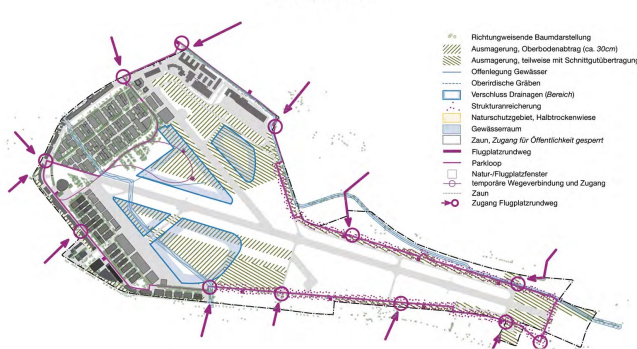 Richtungweisende Baumdarstellung
Ausmagerung, Oberbodenabtrag (ca. 30cm)
Ausmagerung, teilweise mit Schnittgutübertragung
Offenlegung Gewässer
Oberirdische Gräben
Verschluss Drainagen (Bereich)
Strukturanreicherung
Naturschutzgebiet, Halbtrockenwiese
Gewässerraum
Zaun, Zugang für Öffentlichkeit gesperrt
Flugplatzrundweg
Parkloop
Natur-/Flugplatzfenster
temporäre Wegeverbindung und Zugang
Zaun
Zugang Flugplatzrundweg